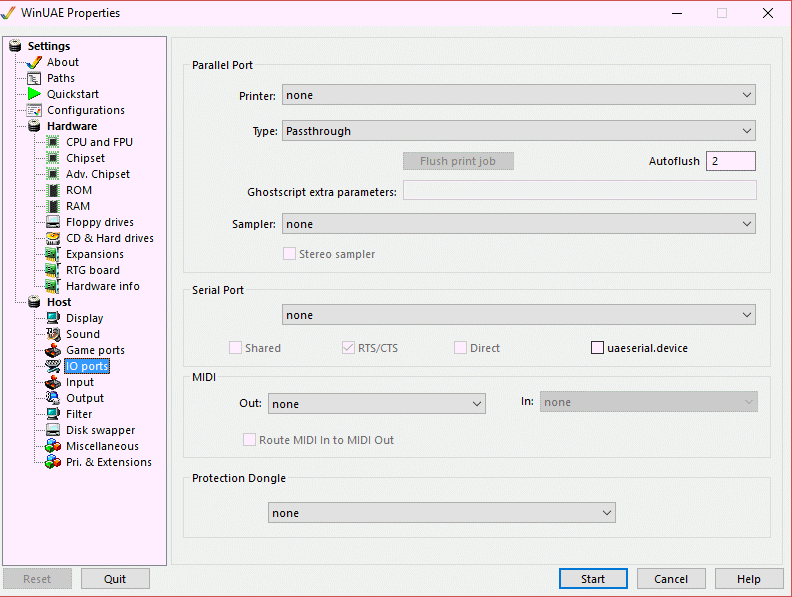 WinUAE Properties
Settings
About
Paths
Quickstart
Configurations
Hardware
CPU and FPU
Chipset
Adv. Chipset
ROM
RAM
Floppy drives
CD & Hard drives
Expansions
RTG board
Hardware info
Host
Display
Sound
Game ports
IO ports
Input
Output
Filter
Disk swapper
Miscellaneous
Pri. & Extensions
Parallel Port
Printer: none
Type: Passthrough
Flush print job Autoflush 2
Ghostscript extra parameters:
Sampler: none
Stereo sampler
Serial Port
none
Shared RTS/CTS Direct uaeserial.device
MIDI
Out: none In: none
Route MIDI In to MIDI Out
Protection Dongle
none
Reset Quit Start Cancel Help